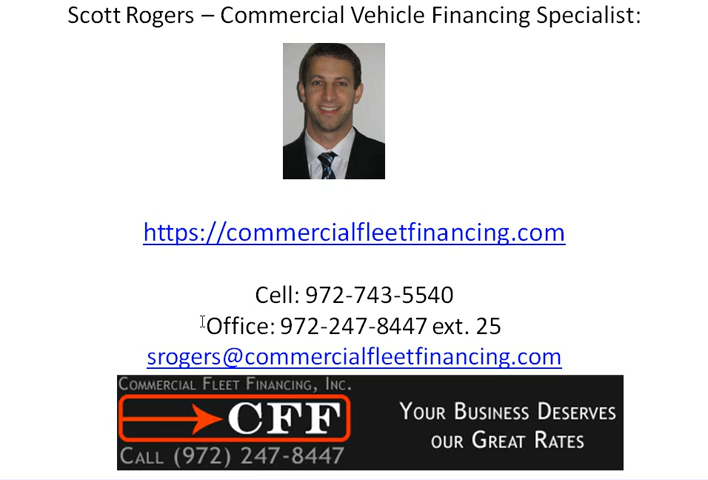 Scott Rogers – Commercial Vehicle Financing Specialist:
https://commercialfleetfinancing.com
Cell: 972-743-5540
Office: 972-247-8447 ext. 25
srogers@commercialfleetfinancing.com
COMMERCIAL FLEET FINANCING, INC.
CFF
CALL (972) 247-8447
YOUR BUSINESS DESERVES
OUR GREAT RATES